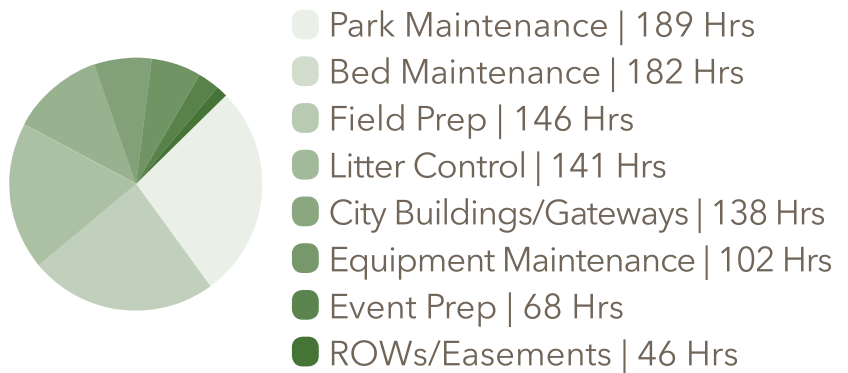 Park Maintenance | 189 Hrs
Bed Maintenance | 182 Hrs
Field Prep | 146 Hrs
Litter Control | 141 Hrs
City Buildings/Gateways | 138 Hrs
Equipment Maintenance | 102 Hrs
Event Prep | 68 Hrs
ROWs/Easements | 46 Hrs